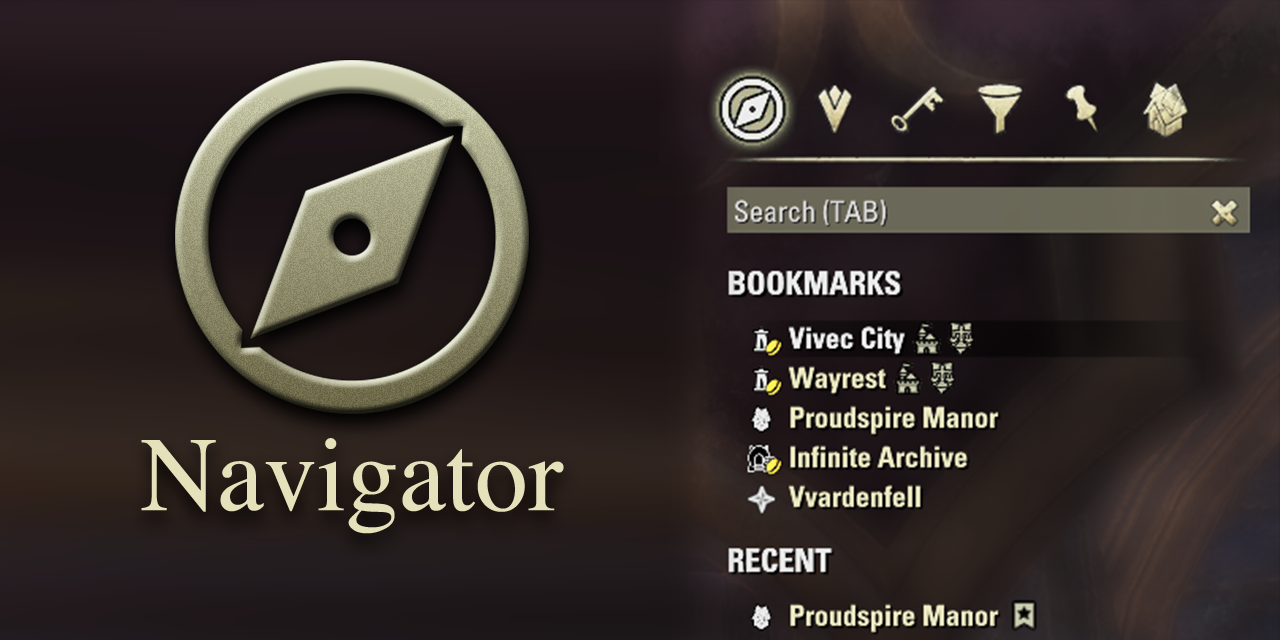 Navigator
Search (TAB)
BOOKMARKS
Vivec City
Wayrest
Proudspire Manor
Infinite Archive
Vvardenfell
RECENT
Proudspire Manor